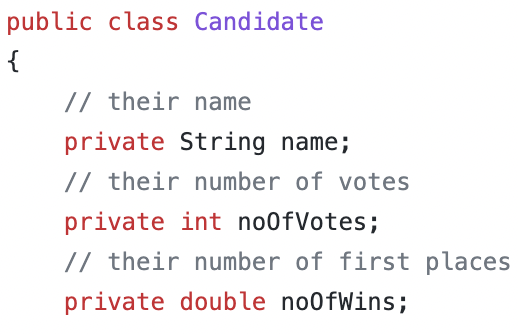 public class Candidate
{
    // their name
    private String name;
    // their number of votes
    private int noOfVotes;
    // their number of first places
    private double noOfWins;